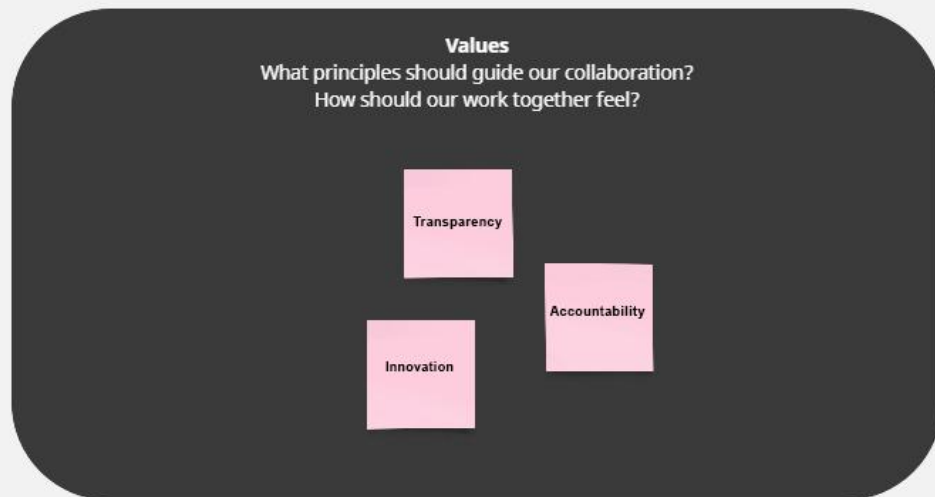 Values
What principles should guide our collaboration?
How should our work together feel?
Transparency
Accountability
Innovation